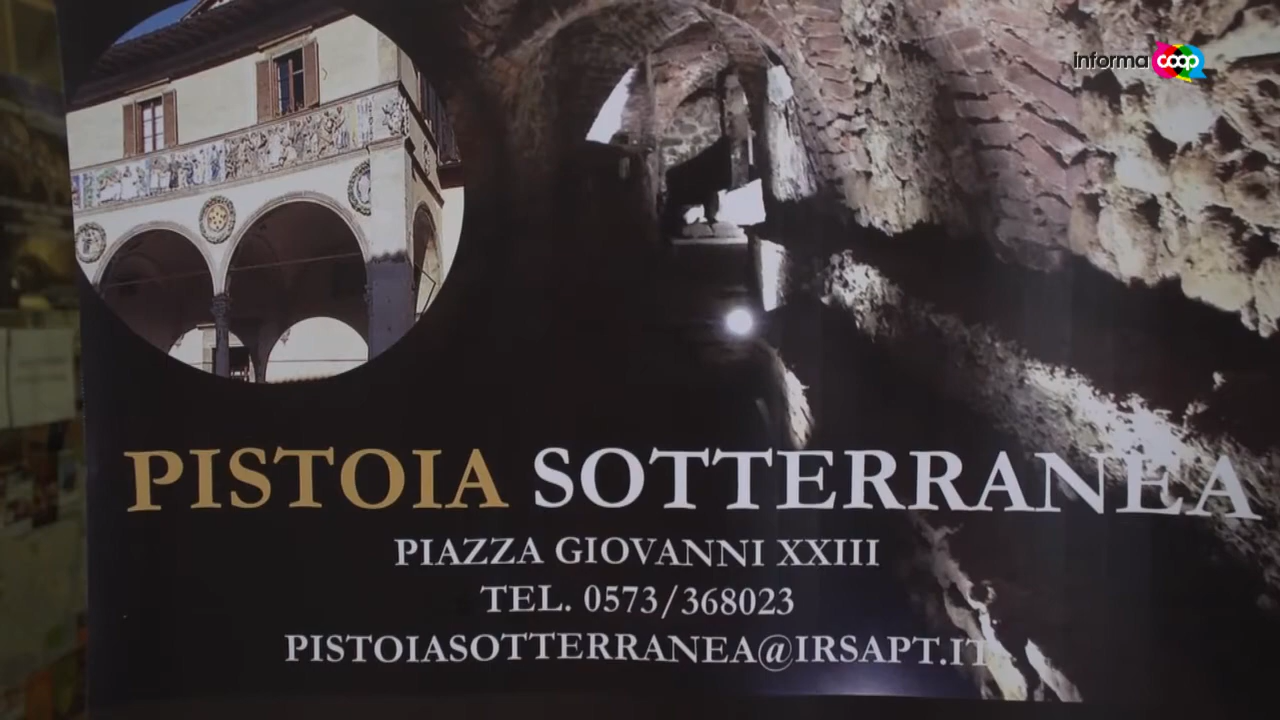 informa coop
PISTOIA SOTTERRANEA
PIAZZA GIOVANNI XXIII
TEL. 0573/368023
PISTOIASOTTERRANEA@IRSAPT.IT